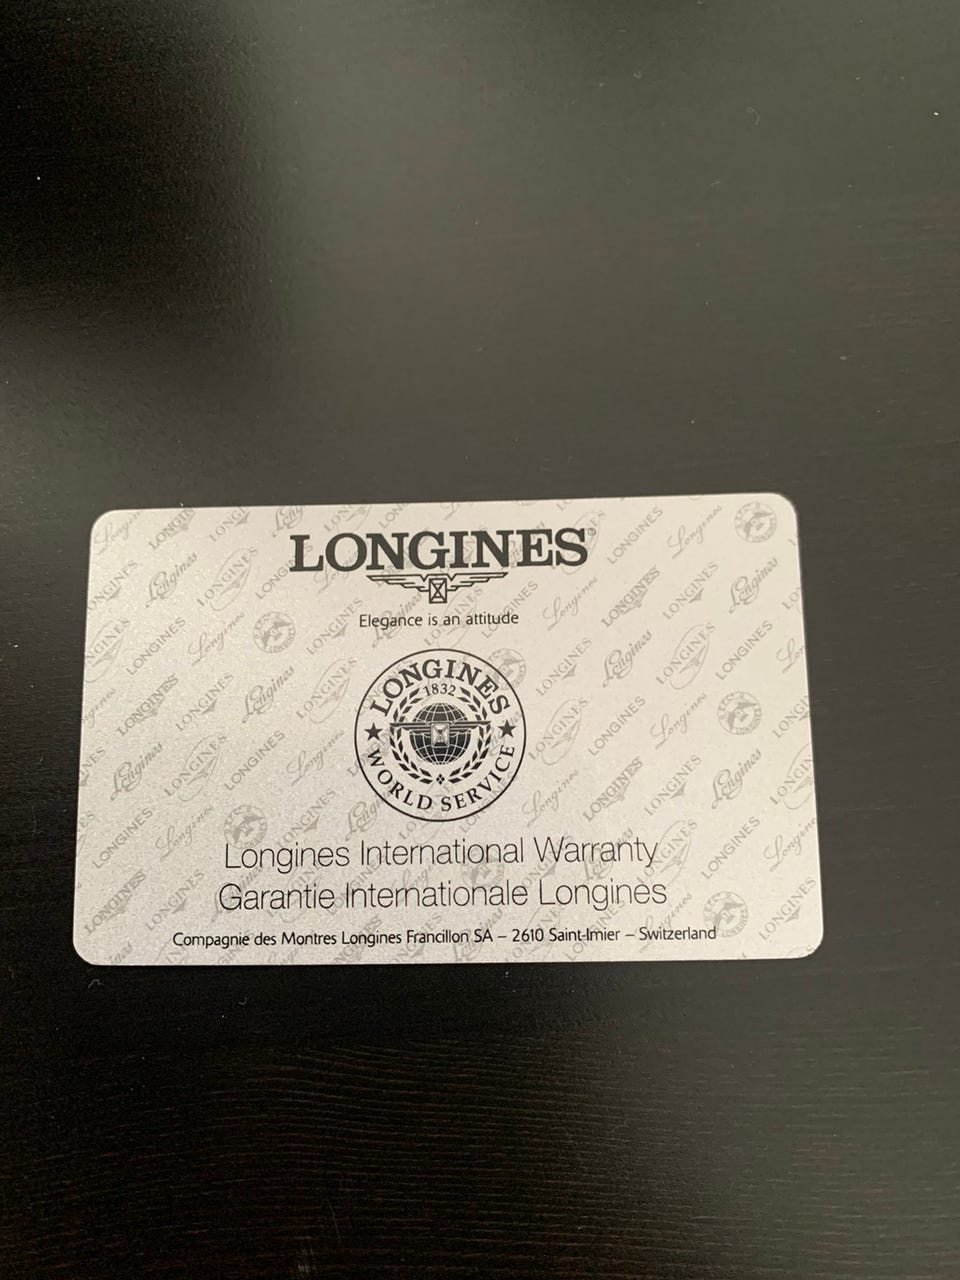 LONGINES®
Elegance is an attitude
LONGINES
1832
WORLD SERVICE
Longines International Warranty
Garantie Internationale Longines
Compagnie des Montres Longines Francillon SA – 2610 Saint-Imier – Switzerland